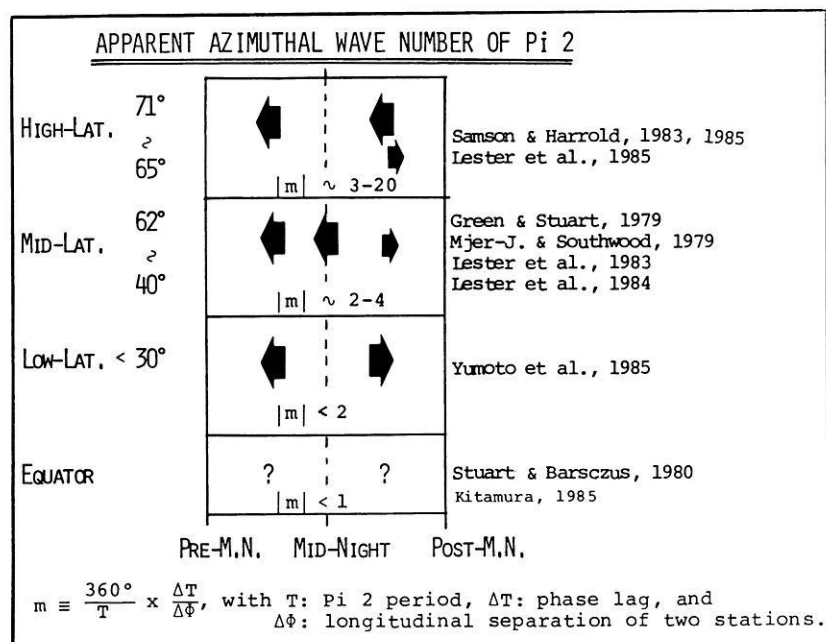 APPARENT AZIMUTHAL WAVE NUMBER OF Pi 2
HIGH-LAT. 71° ~ 65°
|m| ~ 3-20
Samson & Harrold, 1983, 1985
Lester et al., 1985
MID-LAT. 62° ~ 40°
|m| ~ 2-4
Green & Stuart, 1979
Mjer-J. & Southwood, 1979
Lester et al., 1983
Lester et al., 1984
LOW-LAT. < 30°
|m| < 2
Yumoto et al., 1985
EQUATOR
? ?
|m| < 1
Stuart & Barsczus, 1980
Kitamura, 1985
PRE-M.N. MID-NIGHT POST-M.N.
m ≡ 360°/T x ΔT/ΔΦ, with T: Pi 2 period, ΔT: phase lag, and
ΔΦ: longitudinal separation of two stations.